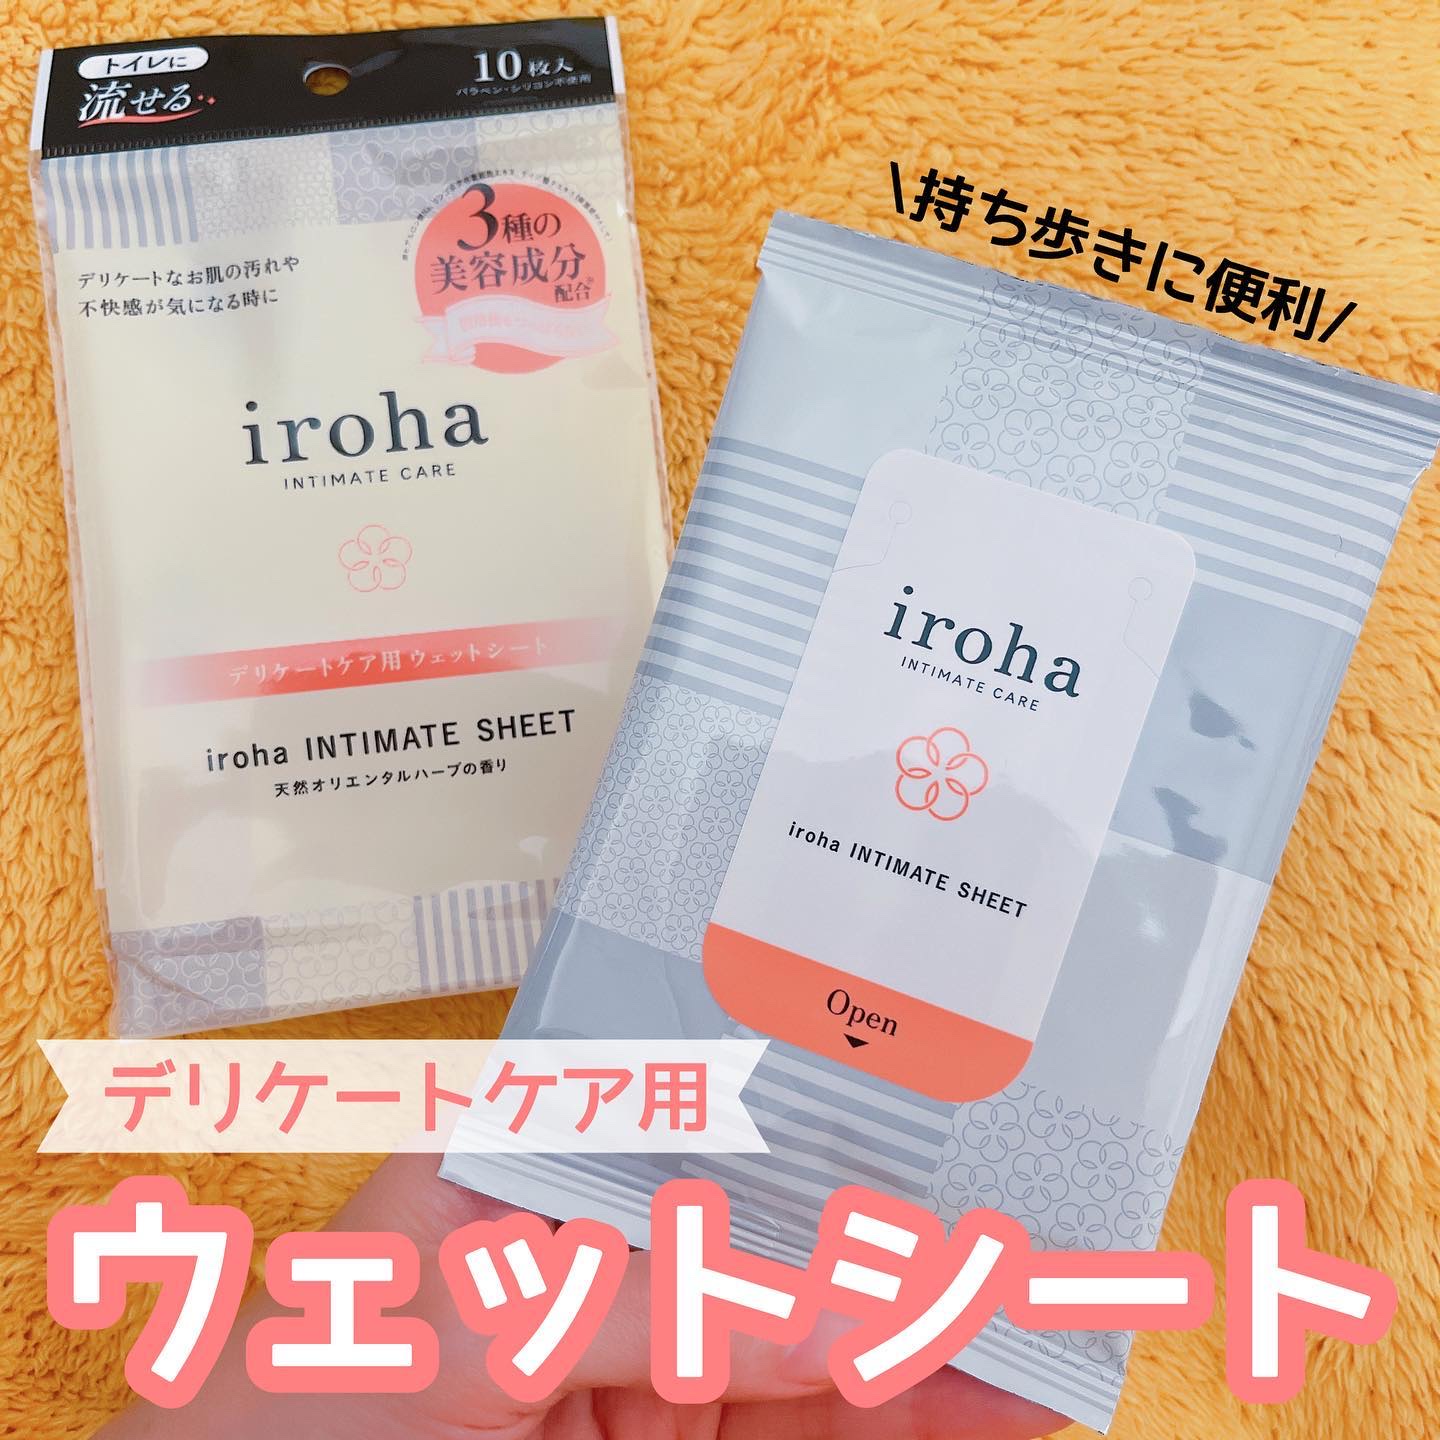 トイレに
流せる
10枚入
パラベン・シリコン不使用
3種の
美容成分
配合※
デリケートなお肌の汚れや
不快感が気になる時に
iroha
INTIMATE CARE
デリケートケア用ウェットシート
iroha INTIMATE SHEET
天然オリエンタルハーブの香り
\持ち歩きに便利/
iroha
INTIMATE CARE
iroha INTIMATE SHEET
Open
デリケートケア用
ウェットシート